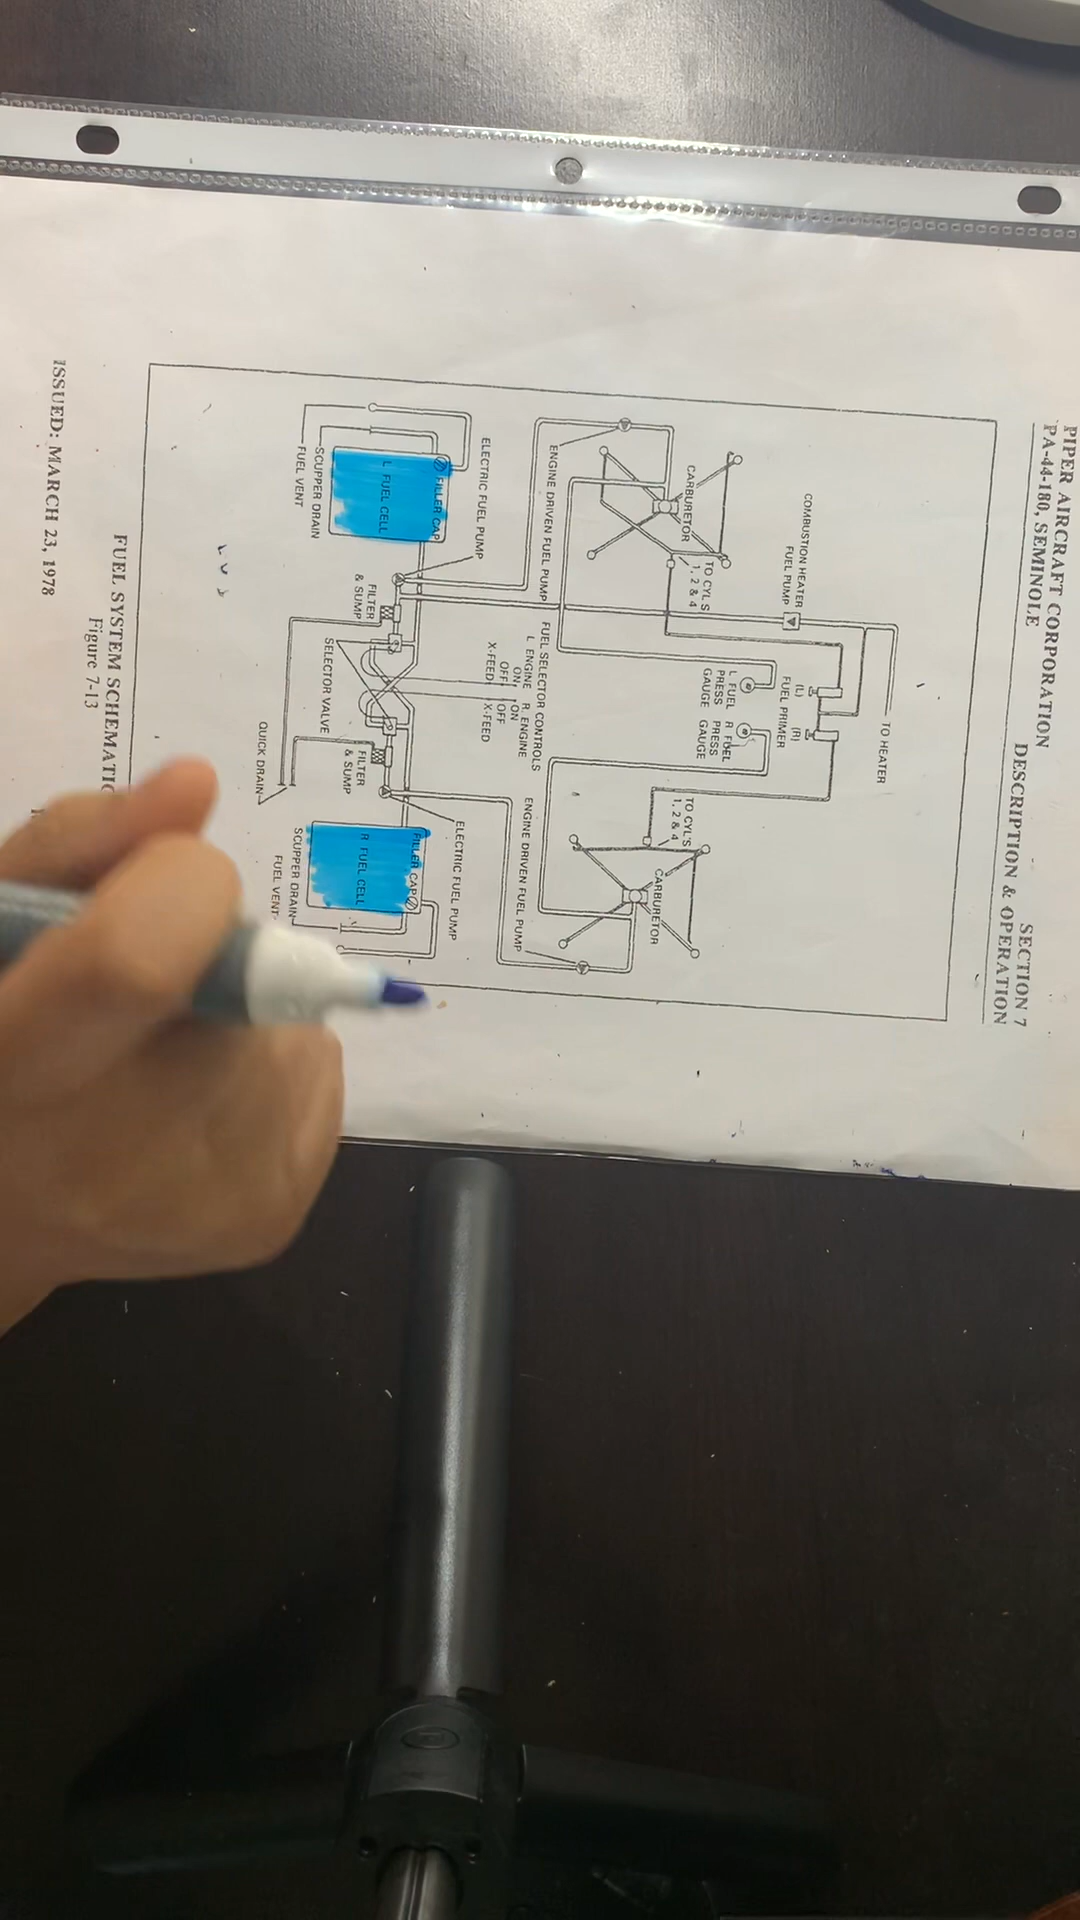 PIPER AIRCRAFT CORPORATION
PA-44-180, SEMINOLE
SECTION 7
DESCRIPTION & OPERATION
TO HEATER
COMBUSTION HEATER
FUEL PUMP
(L) (R)
FUEL PRIMER
L FUEL
PRESS
GAUGE
R FUEL
PRESS
GAUGE
TO CYL'S
1, 2 & 4
TO CYL'S
1, 2 & 4
CARBURETOR
CARBURETOR
ENGINE DRIVEN FUEL PUMP
ENGINE DRIVEN FUEL PUMP
FUEL SELECTOR CONTROLS
L ENGINE R. ENGINE
ON ON
OFF OFF
X-FEED X-FEED
ELECTRIC FUEL PUMP
ELECTRIC FUEL PUMP
FILLER CAP
FILLER CAP
L FUEL CELL
R FUEL CELL
FILTER
& SUMP
FILTER
& SUMP
SELECTOR VALVE
SCUPPER DRAIN
FUEL VENT
SCUPPER DRAIN
FUEL VENT
QUICK DRAIN
FUEL SYSTEM SCHEMATIC
Figure 7-13
ISSUED: MARCH 23, 1978